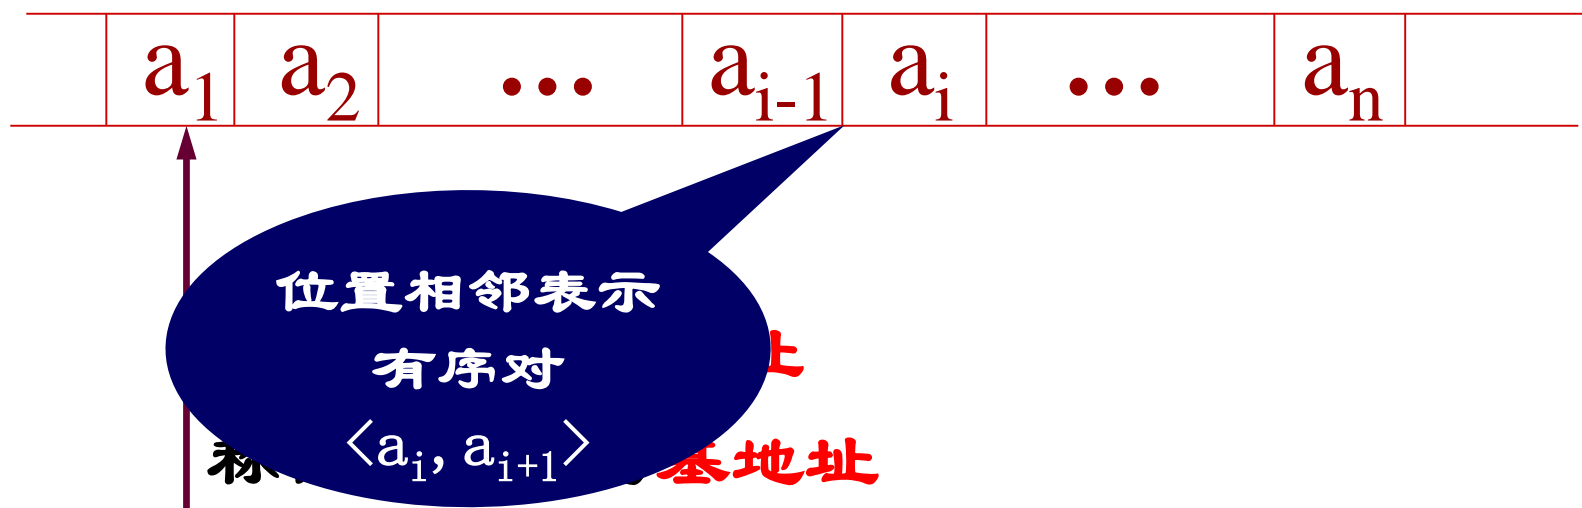 a₁ a₂ ••• aᵢ₋₁ aᵢ ••• aₙ
位置相邻表示
有序对
<aᵢ, aᵢ₊₁>
址
称 基地址